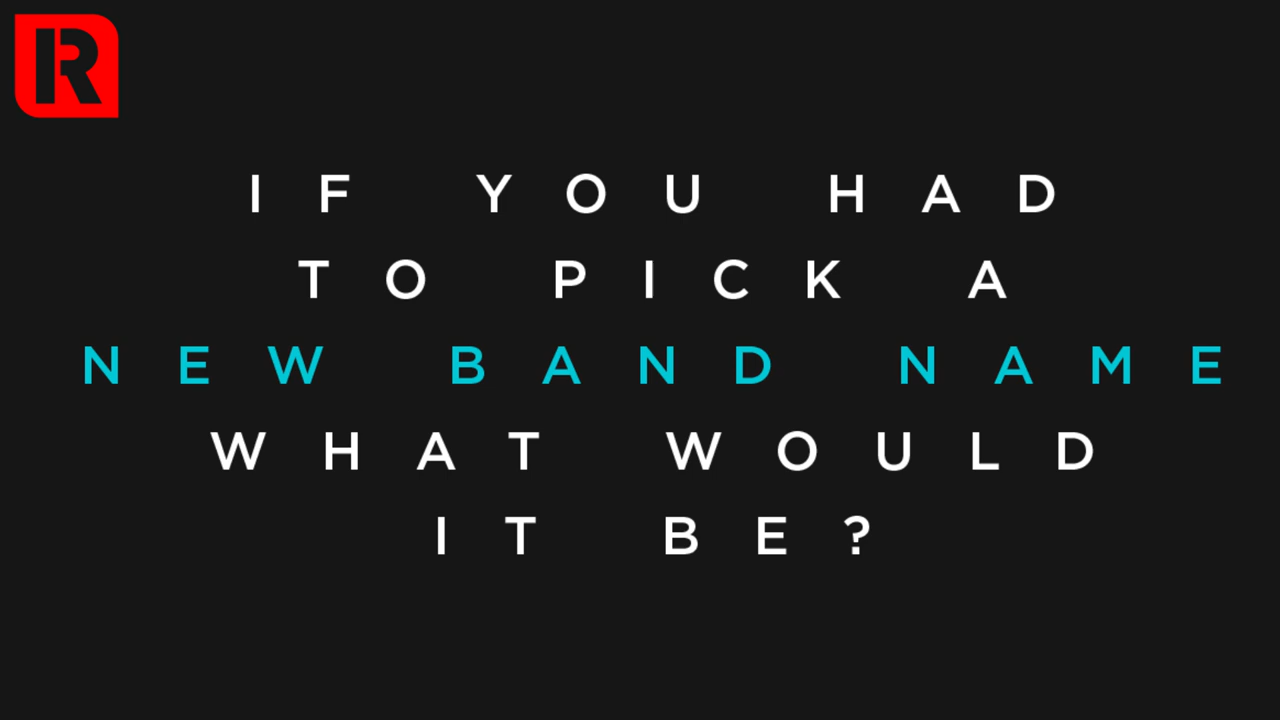 R
IF YOU HAD
TO PICK A
NEW BAND NAME
WHAT WOULD
IT BE?